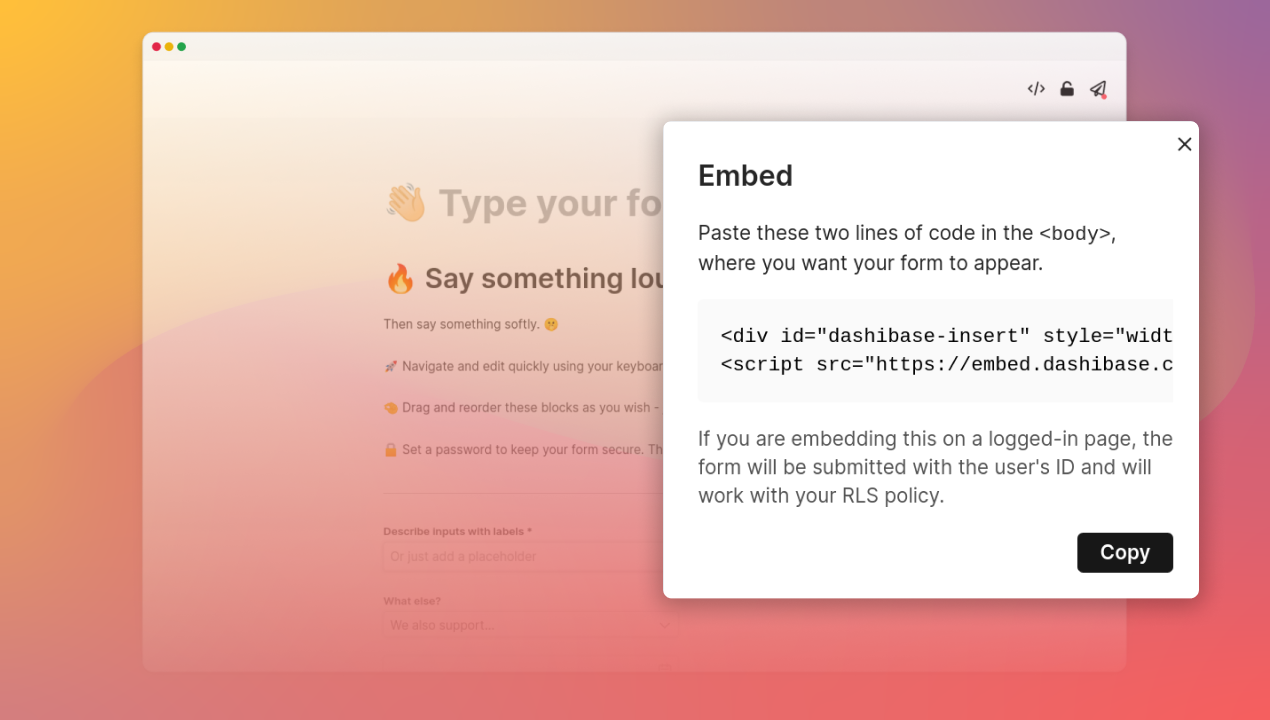 👋 Type your fo
🔥 Say something lou
Then say something softly. 🤫
🚀 Navigate and edit quickly using your keyboar
Drag and reorder these blocks as you wish -
🔒 Set a password to keep your form secure. Th
Describe inputs with labels *
Or just add a placeholder
What else?
We also support...
Embed
Paste these two lines of code in the <body>,
where you want your form to appear.
<div id="dashibase-insert" style="widt
<script src="https://embed.dashibase.c
If you are embedding this on a logged-in page, the
form will be submitted with the user's ID and will
work with your RLS policy.
Copy